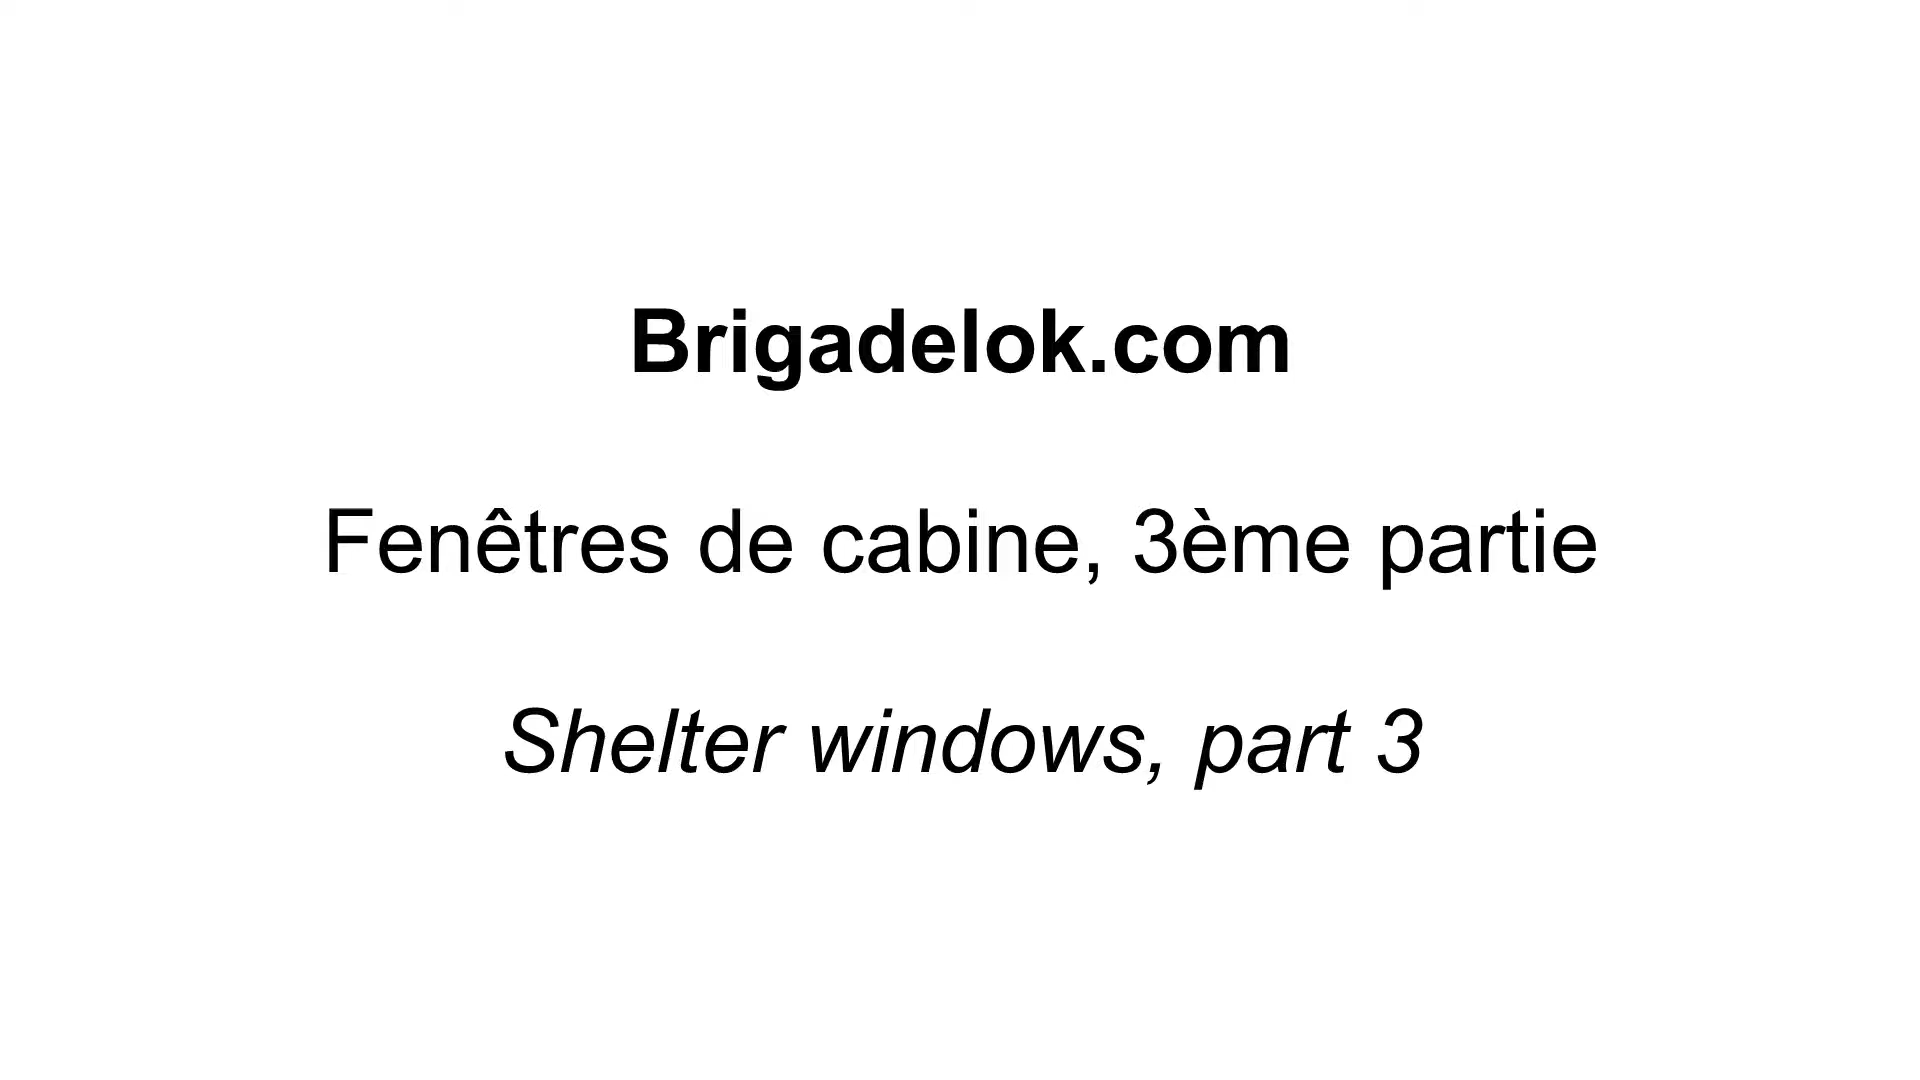 Brigadelok.com
Fenêtres de cabine, 3ème partie
Shelter windows, part 3